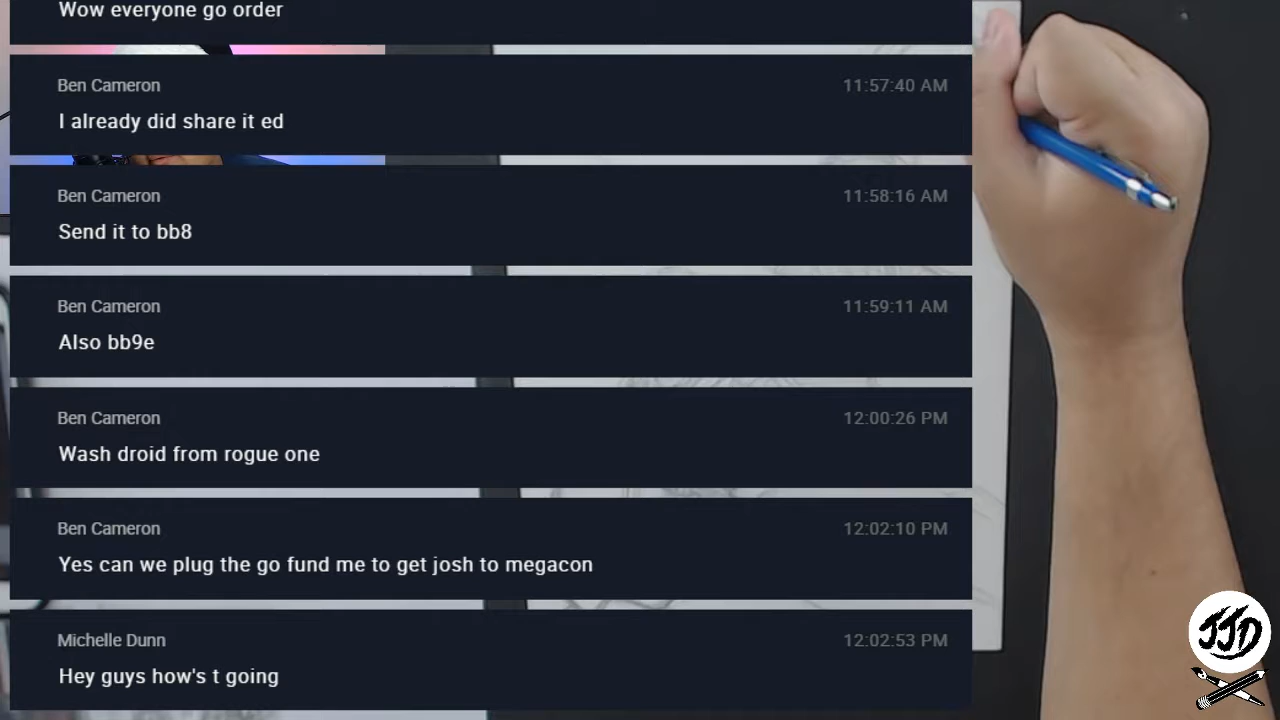 Wow everyone go order
Ben Cameron 11:57:40 AM
I already did share it ed
Ben Cameron 11:58:16 AM
Send it to bb8
Ben Cameron 11:59:11 AM
Also bb9e
Ben Cameron 12:00:26 PM
Wash droid from rogue one
Ben Cameron 12:02:10 PM
Yes can we plug the go fund me to get josh to megacon
Michelle Dunn 12:02:53 PM
Hey guys how's t going
JJD